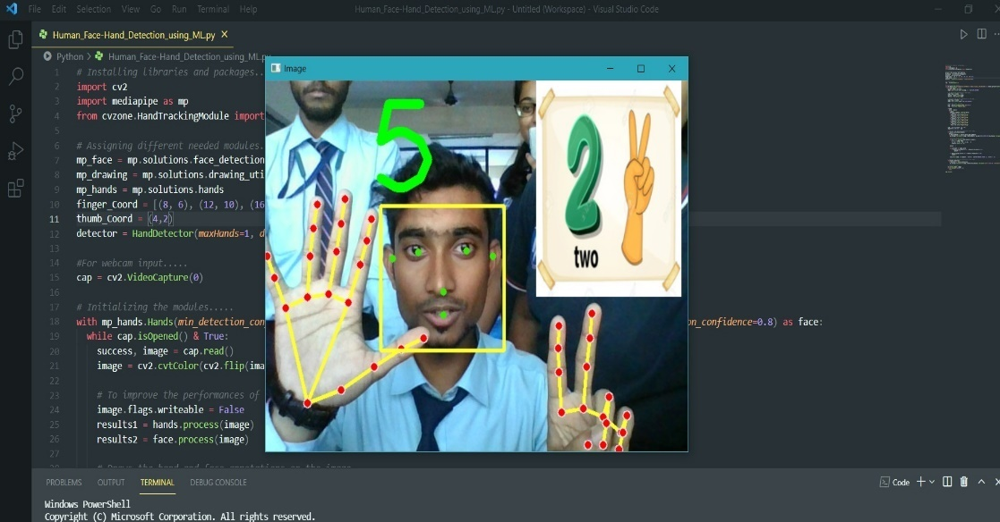 File Edit Selection View Go Run Terminal Help
Human_Face-Hand_Detection_using_ML.py - Untitled (Workspace) - Visual Studio Code
Human_Face-Hand_Detection_using_ML.py
Python > Human_Face-Hand_Detection_using_ML.py
Image
1 # Installing libraries and packages..
2 import cv2
3 import mediapipe as mp
4 from cvzone.HandTrackingModule import
5
6 # Assigning different needed modules.
7 mp_face = mp.solutions.face_detection
8 mp_drawing = mp.solutions.drawing_uti
9 mp_hands = mp.solutions.hands
10 finger_Coord = [(8, 6), (12, 10), (16
11 thumb_Coord = (4,2)
12 detector = HandDetector(maxHands=1, d
13
14 #For webcam input.....
15 cap = cv2.VideoCapture(0)
16
17 # Initializing the modules.....
18 with mp_hands.Hands(min_detection_con n_confidence=0.8) as face:
19 while cap.isOpened() & True:
20 success, image = cap.read()
21 image = cv2.cvtColor(cv2.flip(ima
22
23 # To improve the performances of
24 image.flags.writeable = False
25 results1 = hands.process(image)
26 results2 = face.process(image)
27
5
2
two
PROBLEMS OUTPUT TERMINAL DEBUG CONSOLE
Code
Windows PowerShell
Copyright (C) Microsoft Corporation. All rights reserved.